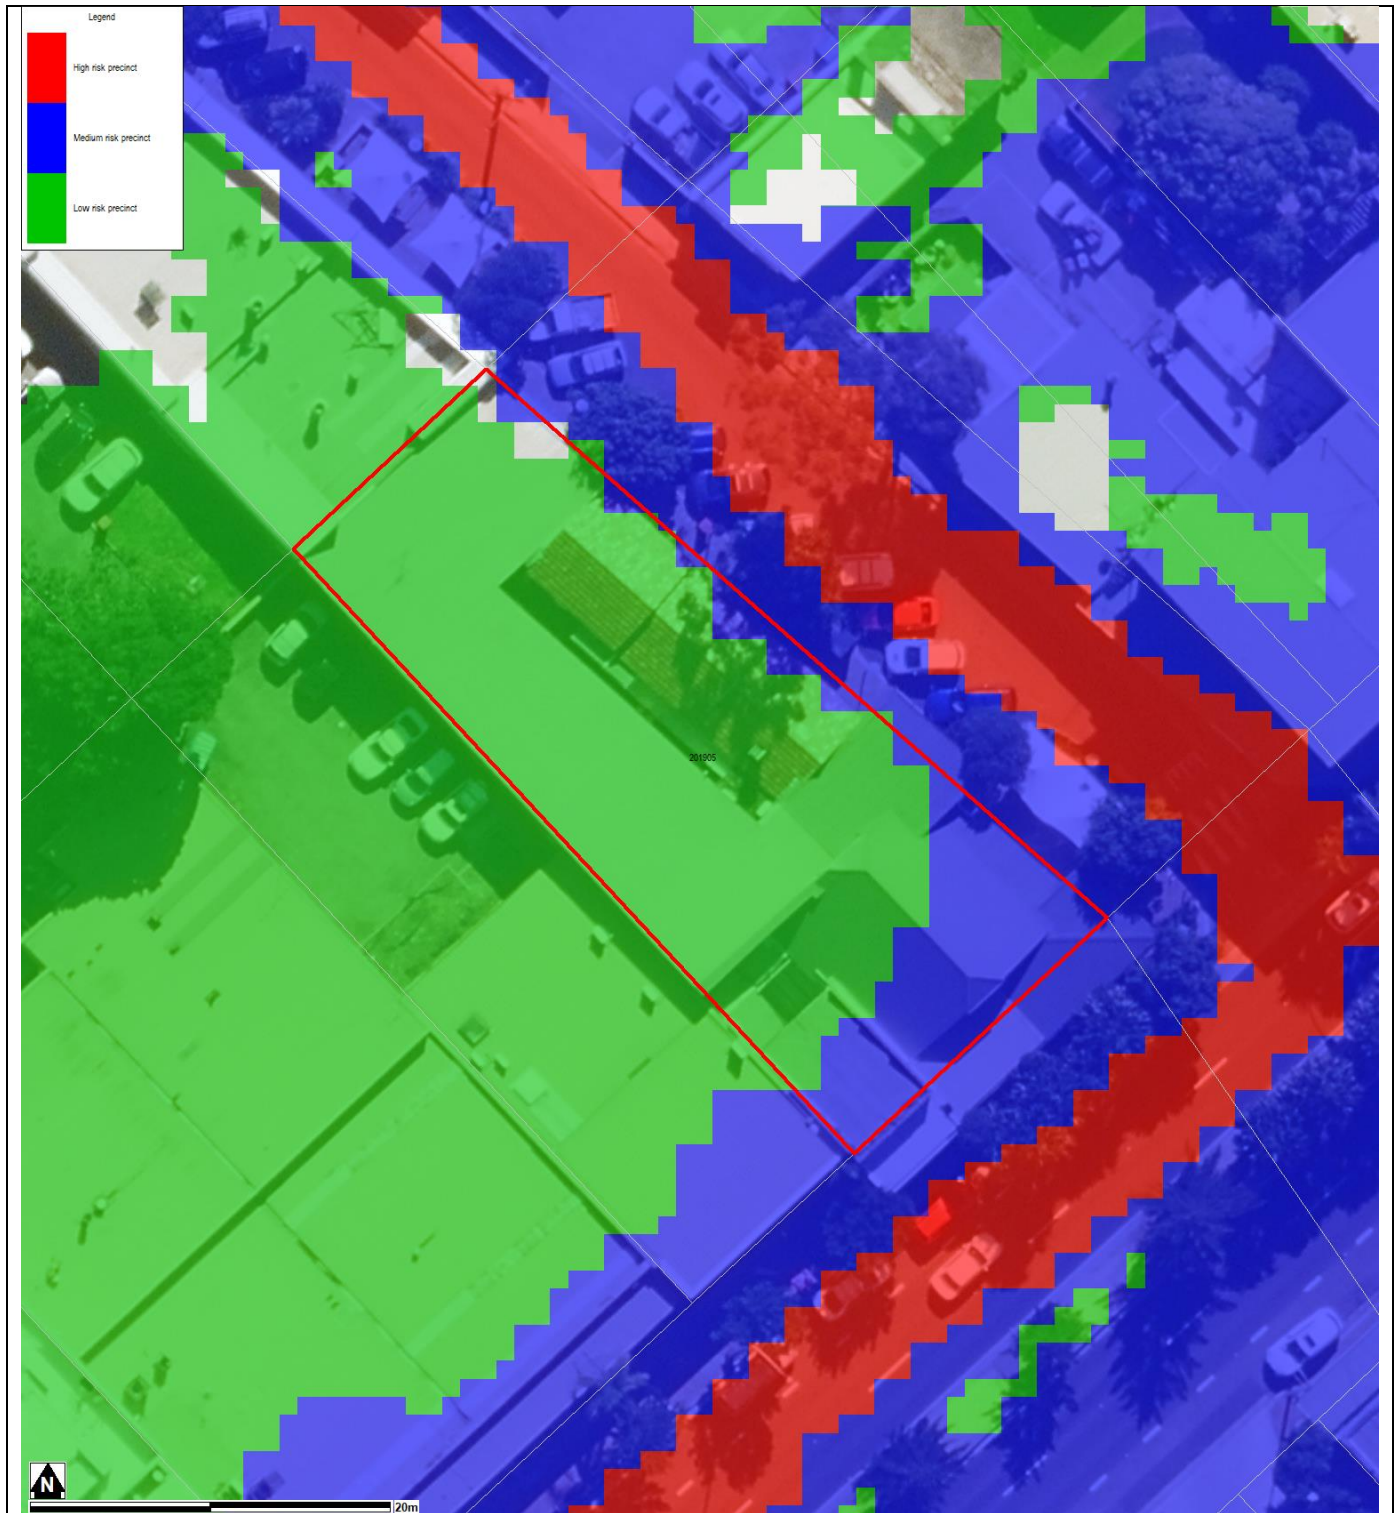 Legend
High risk precinct
Medium risk precinct
Low risk precinct
201905
N
20m